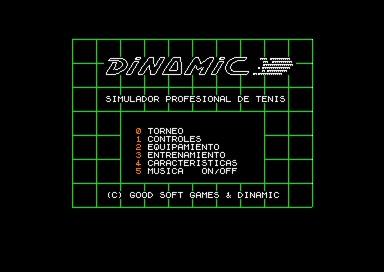 DINAMIC
SIMULADOR PROFESIONAL DE TENIS
0 TORNEO
1 CONTROLES
2 EQUIPAMIENTO
3 ENTRENAMIENTO
4 CARACTERISTICAS
5 MUSICA ON/OFF
(C) GOOD SOFT GAMES & DINAMIC